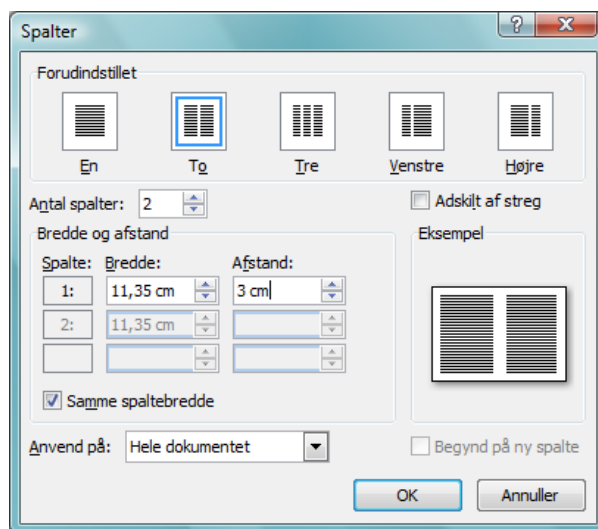 Spalter
Forudindstillet
En To Tre Venstre Højre
Antal spalter: 2 Adskilt af streg
Bredde og afstand Eksempel
Spalte: Bredde: Afstand:
1: 11,35 cm 3 cm
2: 11,35 cm
Samme spaltebredde
Anvend på: Hele dokumentet Begynd på ny spalte
OK Annuller